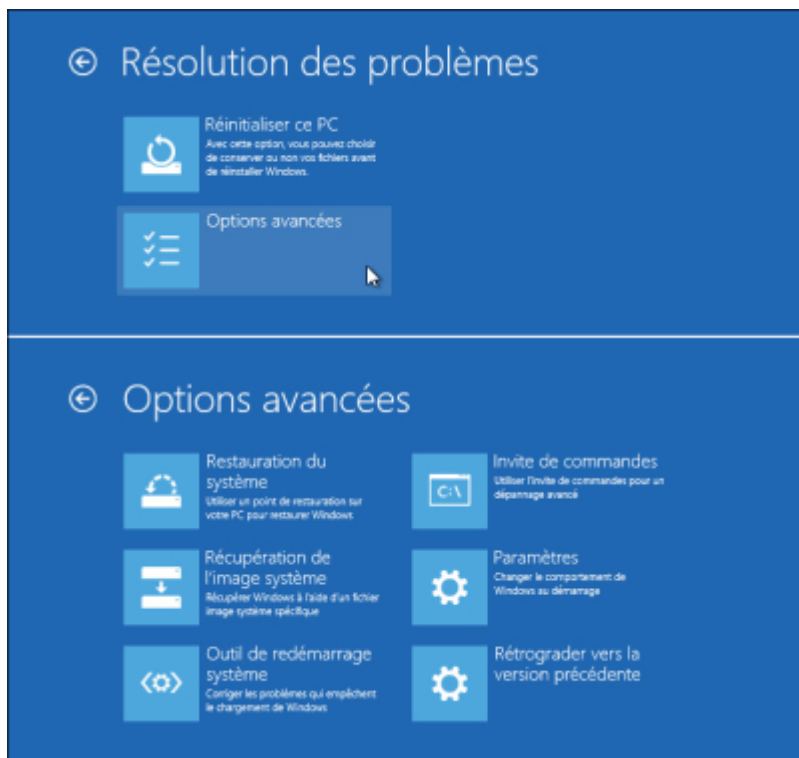 Résolution des problèmes
Réinitialiser ce PC
Avec cette option, vous pouvez choisir
de conserver ou non vos fichiers avant
de réinstaller Windows.
Options avancées
Options avancées
Restauration du
système
Utiliser un point de restauration sur
votre PC pour restaurer Windows
Invite de commandes
Utiliser l'invite de commandes pour un
dépannage avancé
C:\
Récupération de
l'image système
Récupérer Windows à l'aide d'un fichier
image système spécifique
Paramètres
Changer le comportement de
Windows au démarrage
Outil de redémarrage
système
Corriger les problèmes qui empêchent
le chargement de Windows
Rétrograder vers la
version précédente